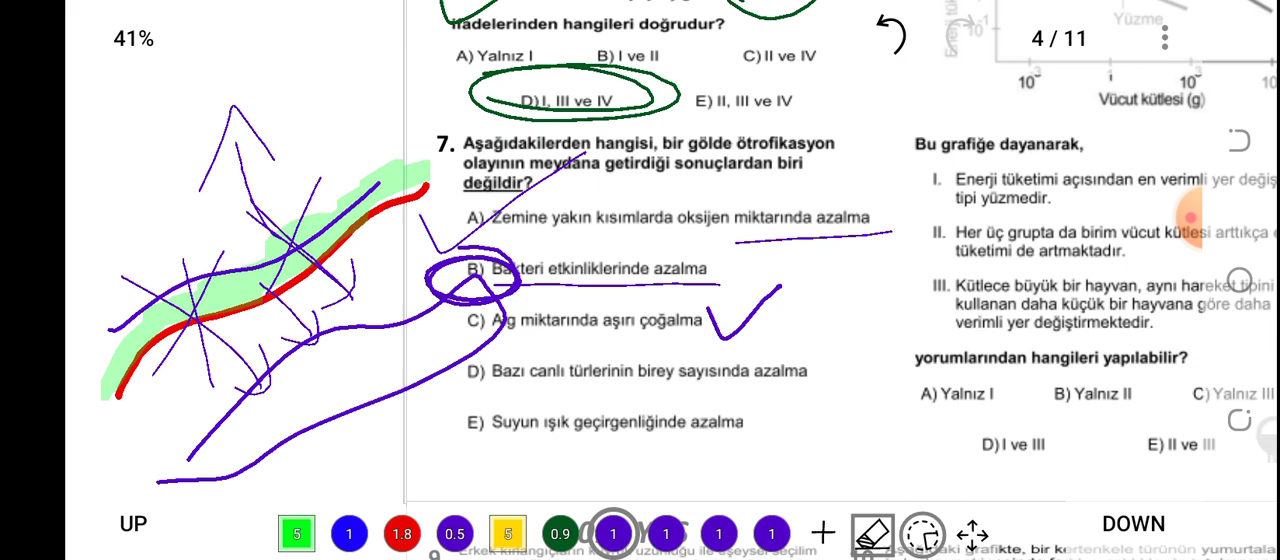 41%
ifadelerinden hangileri doğrudur?
A) Yalnız I B) I ve II C) II ve IV
D) I, III ve IV E) II, III ve IV
7. Aşağıdakilerden hangisi, bir gölde ötrofikasyon
olayının meydana getirdiği sonuçlardan biri
değildir?
A) Zemine yakın kısımlarda oksijen miktarında azalma
B) Bakteri etkinliklerinde azalma
C) Alg miktarında aşırı çoğalma
D) Bazı canlı türlerinin birey sayısında azalma
E) Suyun ışık geçirgenliğinde azalma
Yüzme
10-1
4 / 11
10-3 1 103
Vücut kütlesi (g)
Bu grafiğe dayanarak,
I. Enerji tüketimi açısından en verimli yer değiş
tipi yüzmedir.
II. Her üç grupta da birim vücut kütlesi arttıkça
tüketimi de artmaktadır.
III. Kütlece büyük bir hayvan, aynı hareket tipini
kullanan daha küçük bir hayvana göre daha
verimli yer değiştirmektedir.
yorumlarından hangileri yapılabilir?
A) Yalnız I B) Yalnız II C) Yalnız III
D) I ve III E) II ve III
UP
5 1 1.8 0.5 5 0.9 1 1 1 1
DOWN